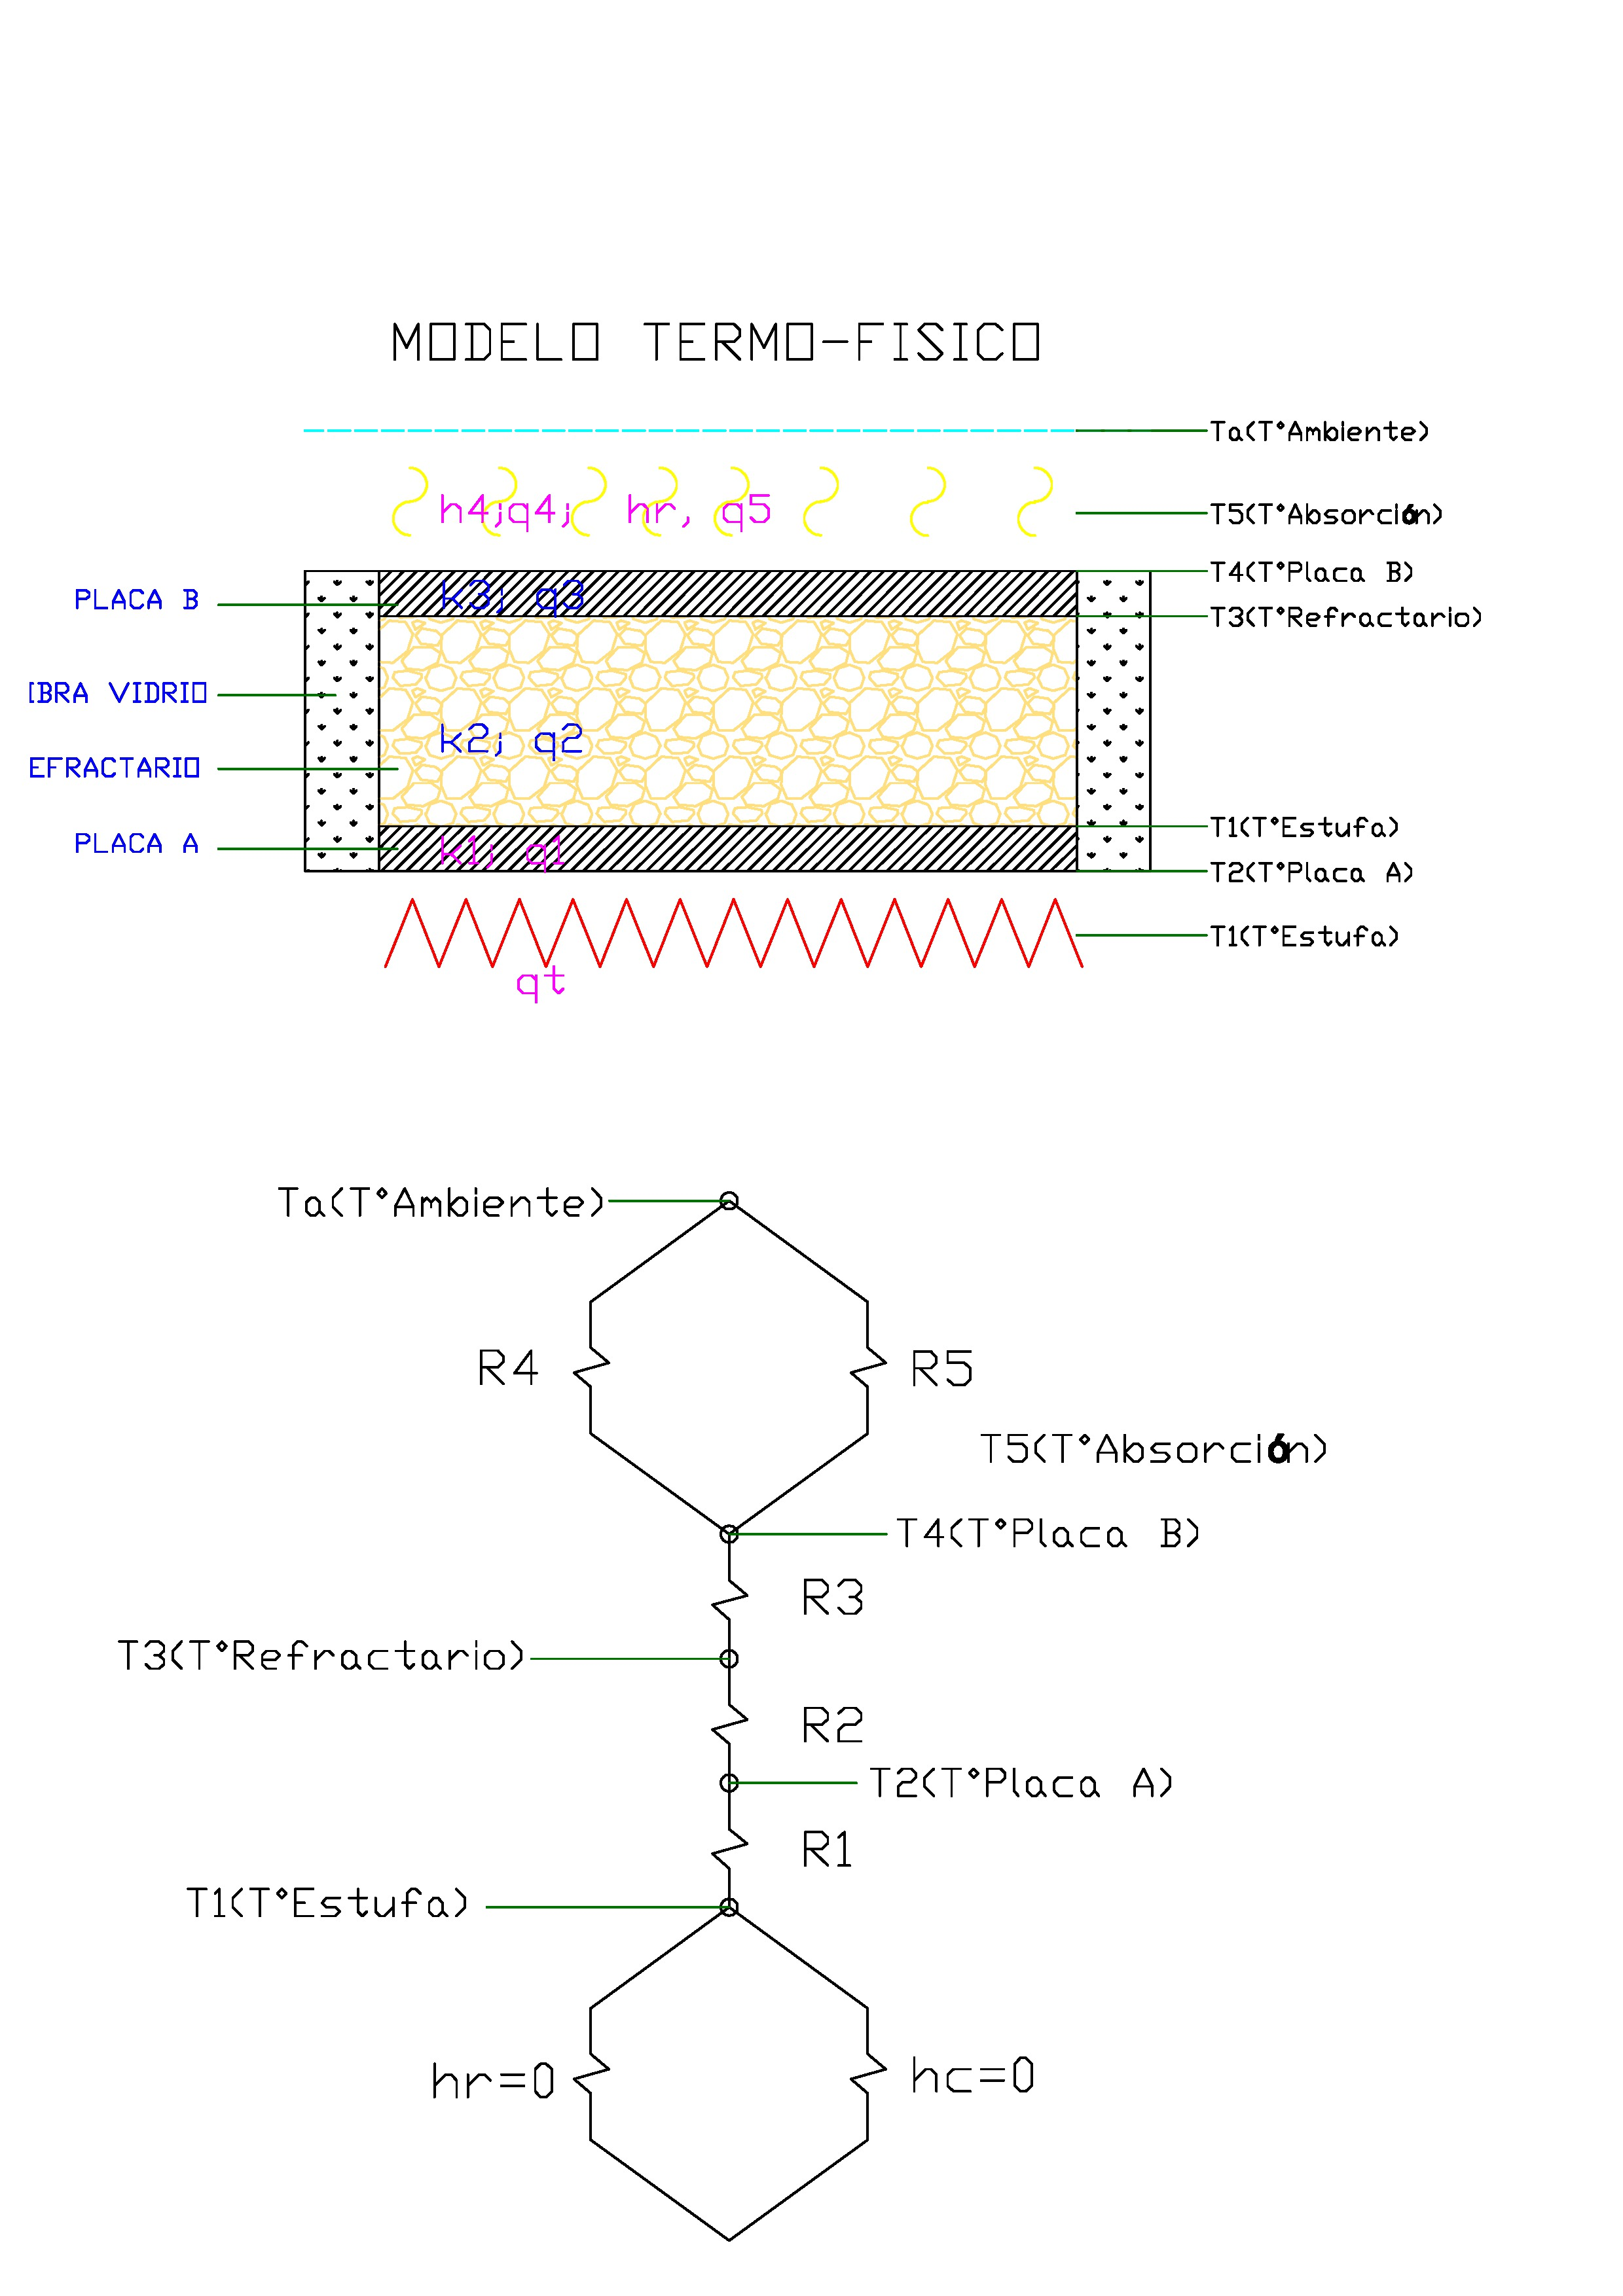 MODELO TERMO-FISICO
Ta(T°Ambiente)
h4;q4; hr, q5
T5(T°Absorción)
T4(T°Placa B)
PLACA B
k3; q3
T3(T°Refractario)
IBRA VIDRIO
k2; q2
EFRACTARIO
T1(T°Estufa)
PLACA A
k1; q1
T2(T°Placa A)
T1(T°Estufa)
qt
Ta(T°Ambiente)
R4
R5
T5(T°Absorción)
T4(T°Placa B)
R3
T3(T°Refractario)
R2
T2(T°Placa A)
R1
T1(T°Estufa)
hr=0
hc=0